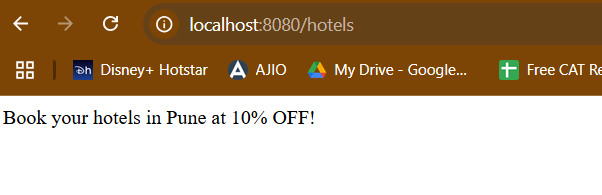 localhost:8080/hotels
Disney+ Hotstar AJIO My Drive - Google... Free CAT Re
Book your hotels in Pune at 10% OFF!